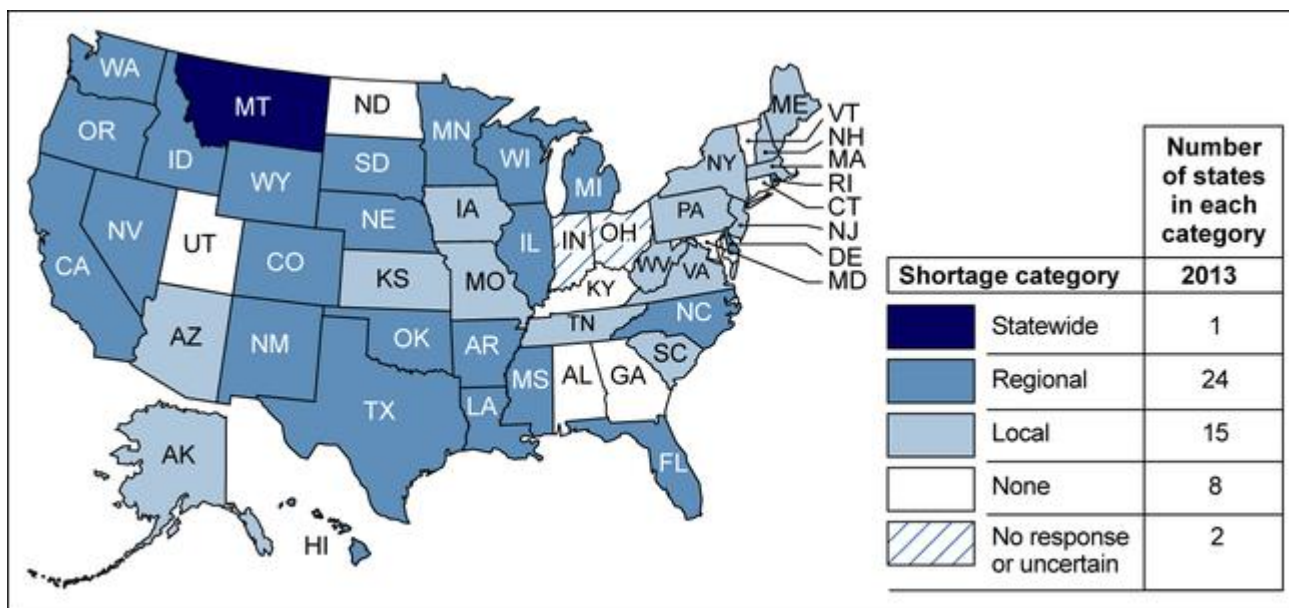 WA
MT
ND
MN
ME
VT
NH
MA
RI
CT
NJ
DE
MD
OR
ID
SD
WI
NY
WY
MI
IA
PA
NE
NV
UT
IL
IN
OH
CA
CO
WV
VA
KS
MO
KY
NC
TN
AZ
NM
OK
AR
SC
MS
AL
GA
TX
LA
AK
FL
HI
Number
of states
in each
category
Shortage category 2013
Statewide 1
Regional 24
Local 15
None 8
No response 2
or uncertain